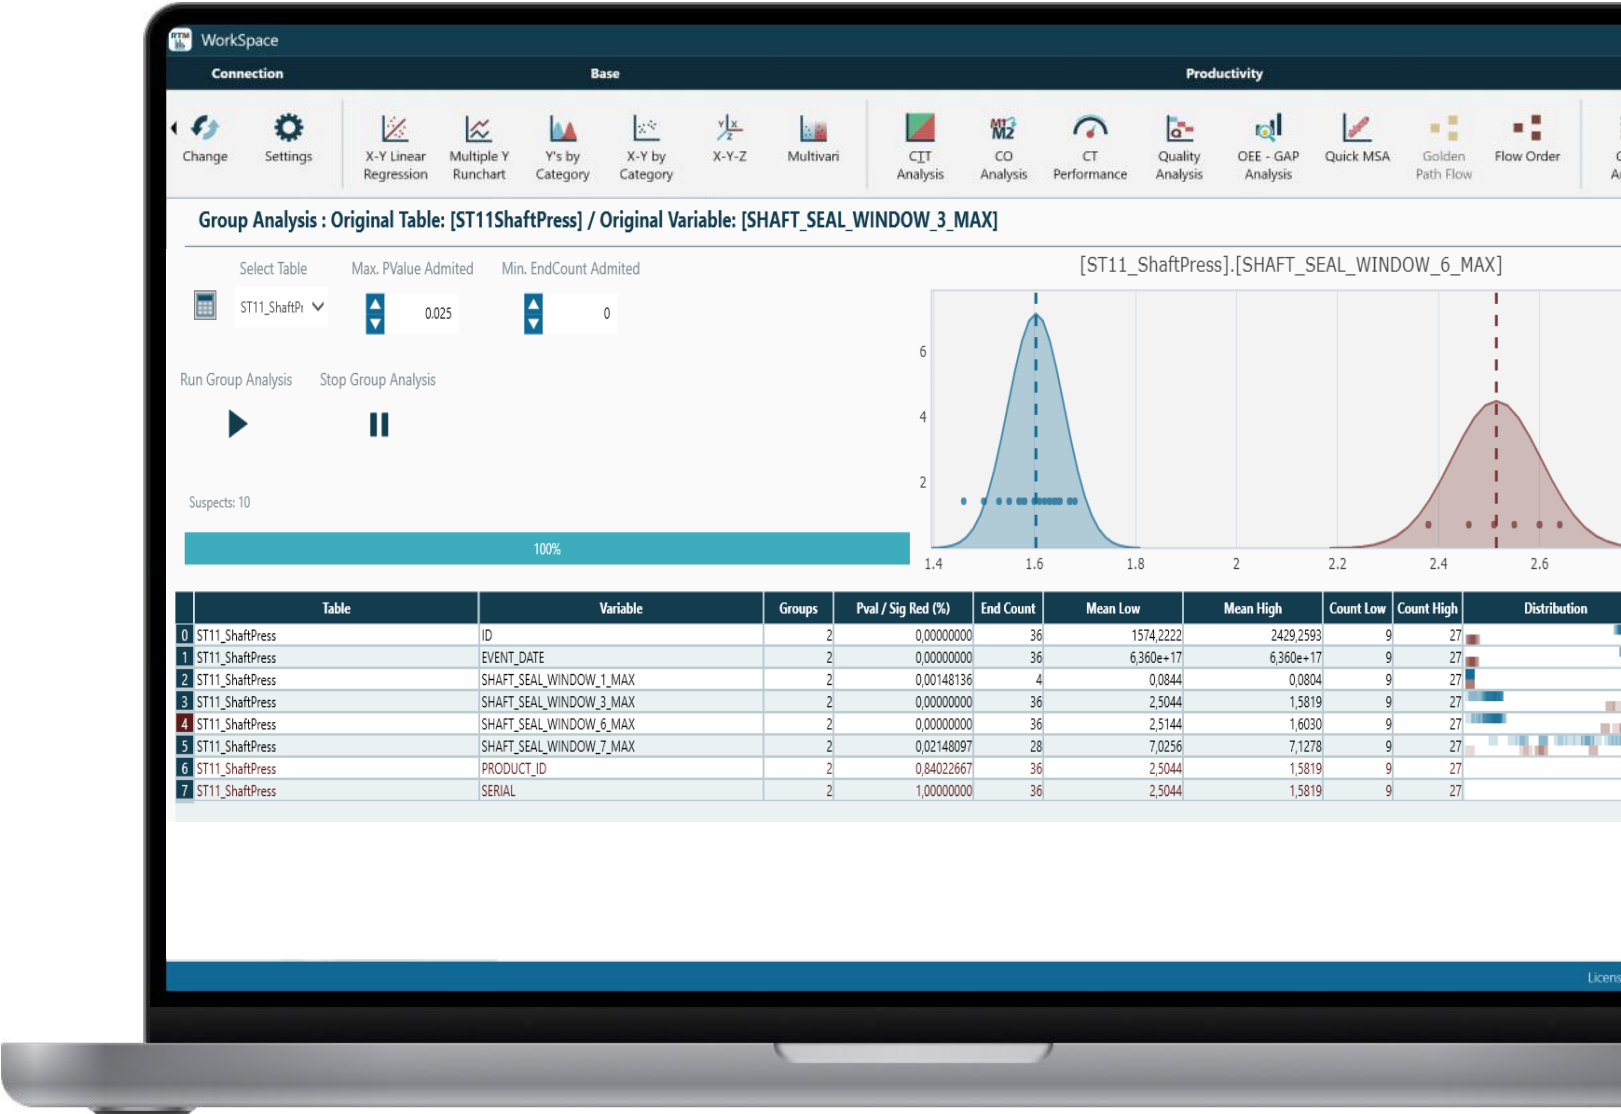 RTM
WorkSpace
Connection Base Productivity
Change Settings X-Y Linear Regression Multiple Y Runchart Y's by Category X-Y by Category X-Y-Z Multivari CIT Analysis CO Analysis CT Performance Quality Analysis OEE - GAP Analysis Quick MSA Golden Path Flow Flow Order
Group Analysis : Original Table: [ST11ShaftPress] / Original Variable: [SHAFT_SEAL_WINDOW_3_MAX]
Select Table Max. PValue Admited Min. EndCount Admited
ST11_ShaftPr 0.025 0
Run Group Analysis Stop Group Analysis
Suspects: 10
100%
[ST11_ShaftPress].[SHAFT_SEAL_WINDOW_6_MAX]
6
4
2
1.4 1.6 1.8 2 2.2 2.4 2.6
Table Variable Groups Pval / Sig Red (%) End Count Mean Low Mean High Count Low Count High Distribution
0 ST11_ShaftPress ID 2 0,00000000 36 1574,2222 2429,2593 9 27
1 ST11_ShaftPress EVENT_DATE 2 0,00000000 36 6,360e+17 6,360e+17 9 27
2 ST11_ShaftPress SHAFT_SEAL_WINDOW_1_MAX 2 0,00148136 4 0,0844 0,0804 9 27
3 ST11_ShaftPress SHAFT_SEAL_WINDOW_3_MAX 2 0,00000000 36 2,5044 1,5819 9 27
4 ST11_ShaftPress SHAFT_SEAL_WINDOW_6_MAX 2 0,00000000 36 2,5144 1,6030 9 27
5 ST11_ShaftPress SHAFT_SEAL_WINDOW_7_MAX 2 0,02148097 28 7,0256 7,1278 9 27
6 ST11_ShaftPress PRODUCT_ID 2 0,84022667 36 2,5044 1,5819 9 27
7 ST11_ShaftPress SERIAL 2 1,00000000 36 2,5044 1,5819 9 27
Licens